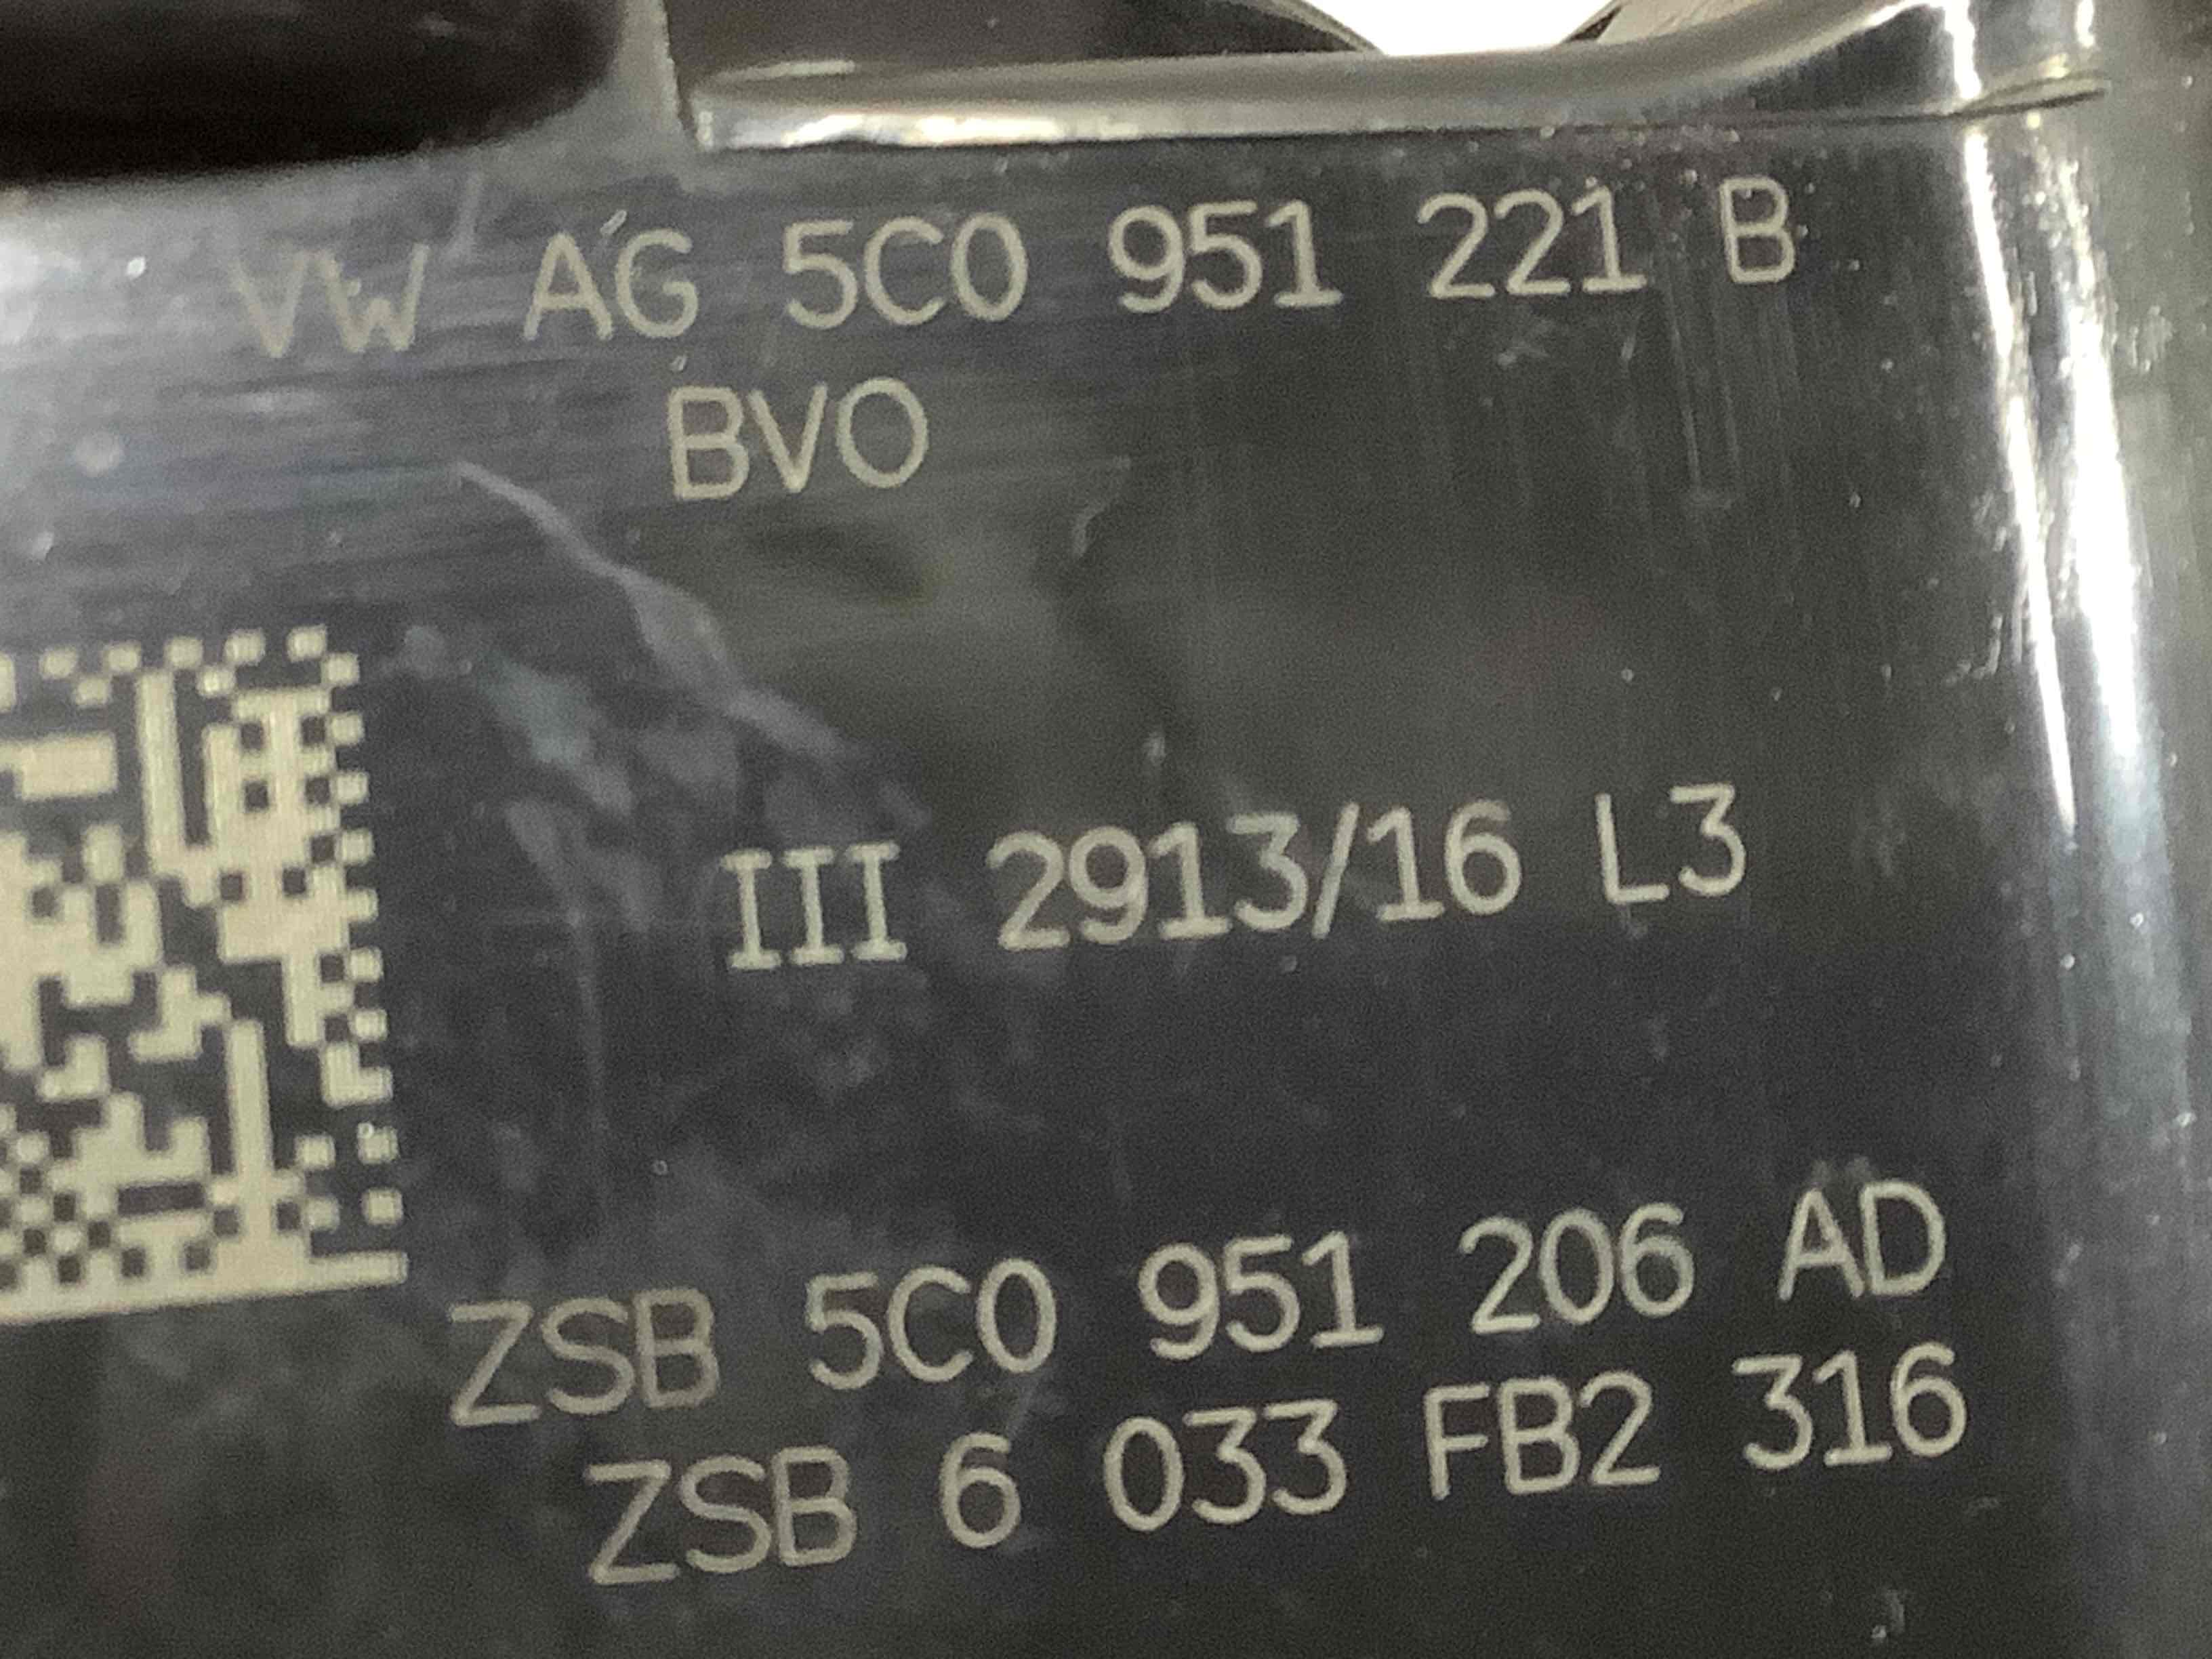 VW AG 5C0 951 221 B
BVO
III 2913/16 L3
ZSB 5C0 951 206 AD
ZSB 6 033 FB2 316